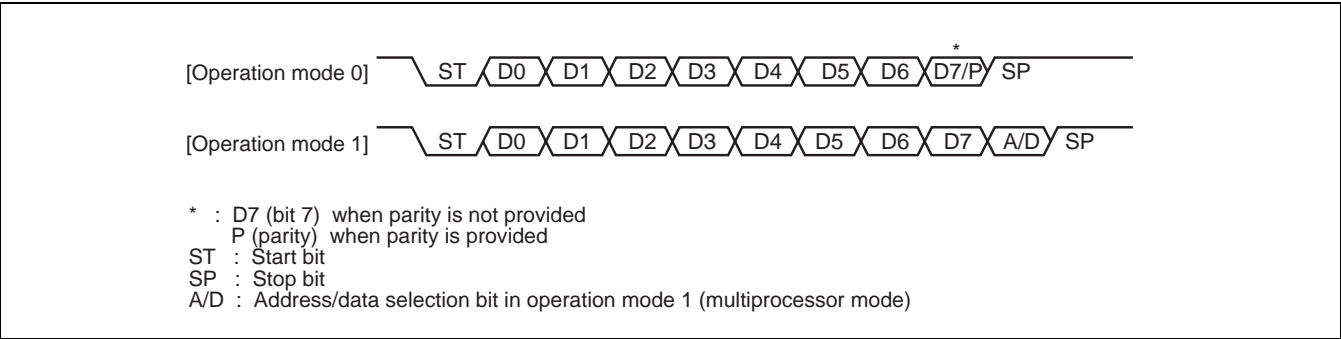 *
[Operation mode 0] ST D0 D1 D2 D3 D4 D5 D6 D7/P SP
[Operation mode 1] ST D0 D1 D2 D3 D4 D5 D6 D7 A/D SP
* : D7 (bit 7) when parity is not provided
P (parity) when parity is provided
ST : Start bit
SP : Stop bit
A/D : Address/data selection bit in operation mode 1 (multiprocessor mode)